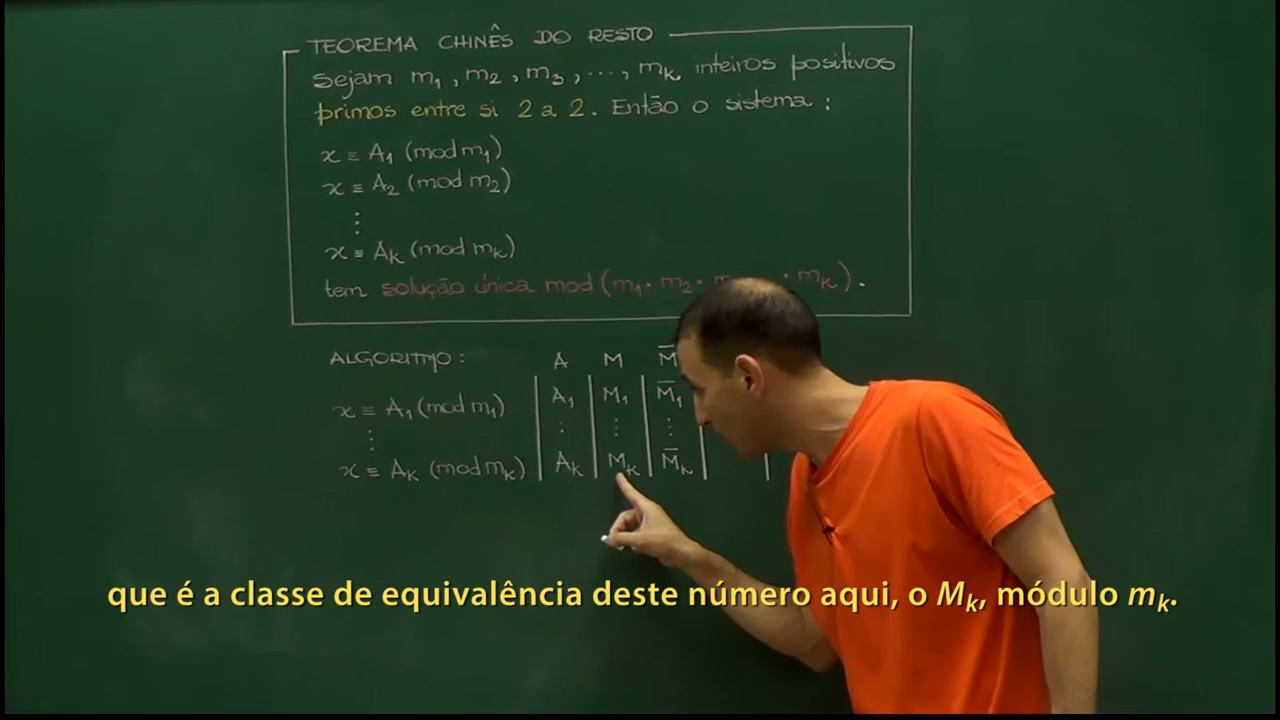 TEOREMA CHINÊS DO RESTO
Sejam m₁, m₂, m₃, ..., mₖ inteiros positivos
primos entre si 2 a 2. Então o sistema:
x ≡ A₁ (mod m₁)
x ≡ A₂ (mod m₂)
⋮
x ≡ Aₖ (mod mₖ)
tem solução única mod (m₁ · m₂ · · mₖ).
ALGORITMO: A M M̅
x ≡ A₁ (mod m₁) | A₁ | M₁ | M̅₁
⋮ ⋮ ⋮ ⋮
x ≡ Aₖ (mod mₖ) | Aₖ | Mₖ | M̅ₖ |
que é a classe de equivalência deste número aqui, o Mₖ, módulo mₖ.